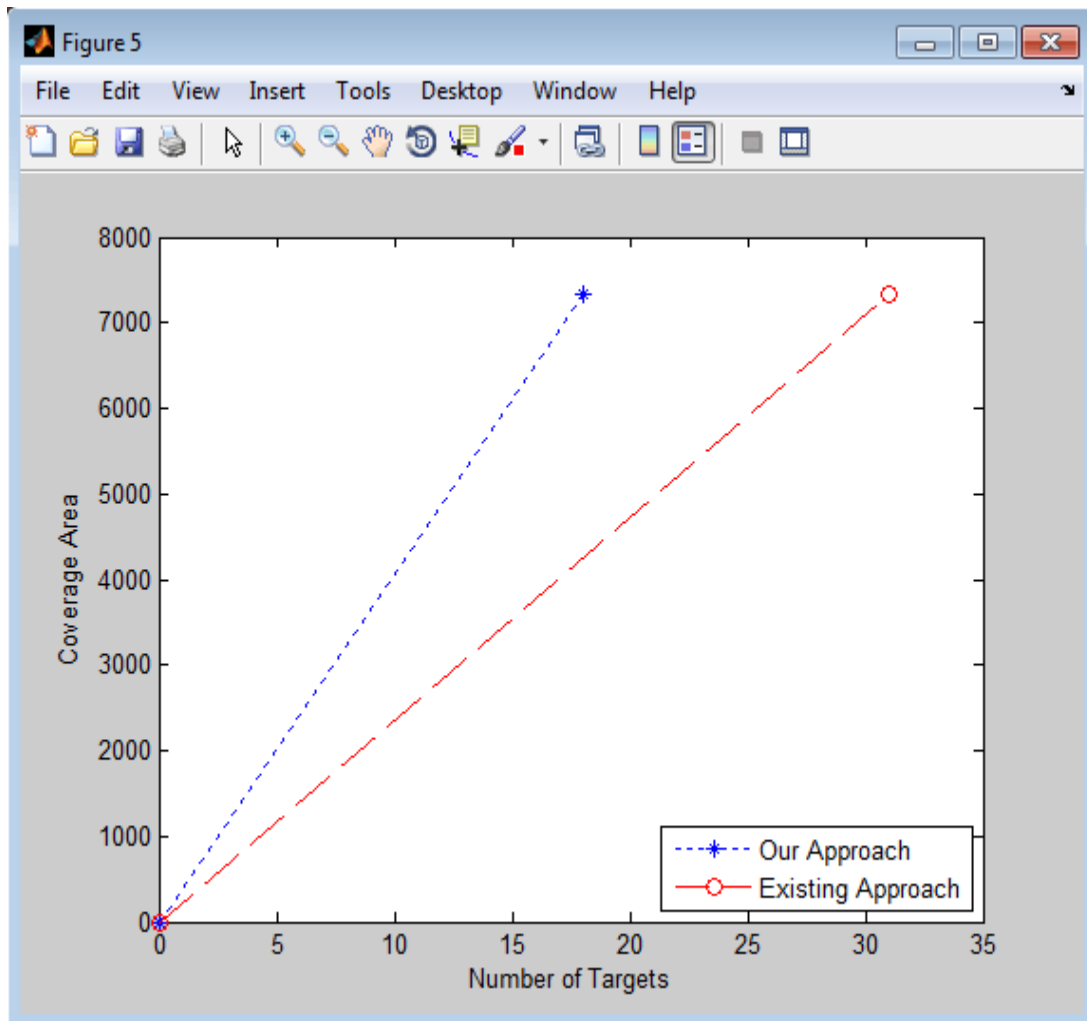 Figure 5
File Edit View Insert Tools Desktop Window Help
8000
7000
6000
5000
4000
3000
2000
1000
0
Coverage Area
0 5 10 15 20 25 30 35
Number of Targets
Our Approach
Existing Approach